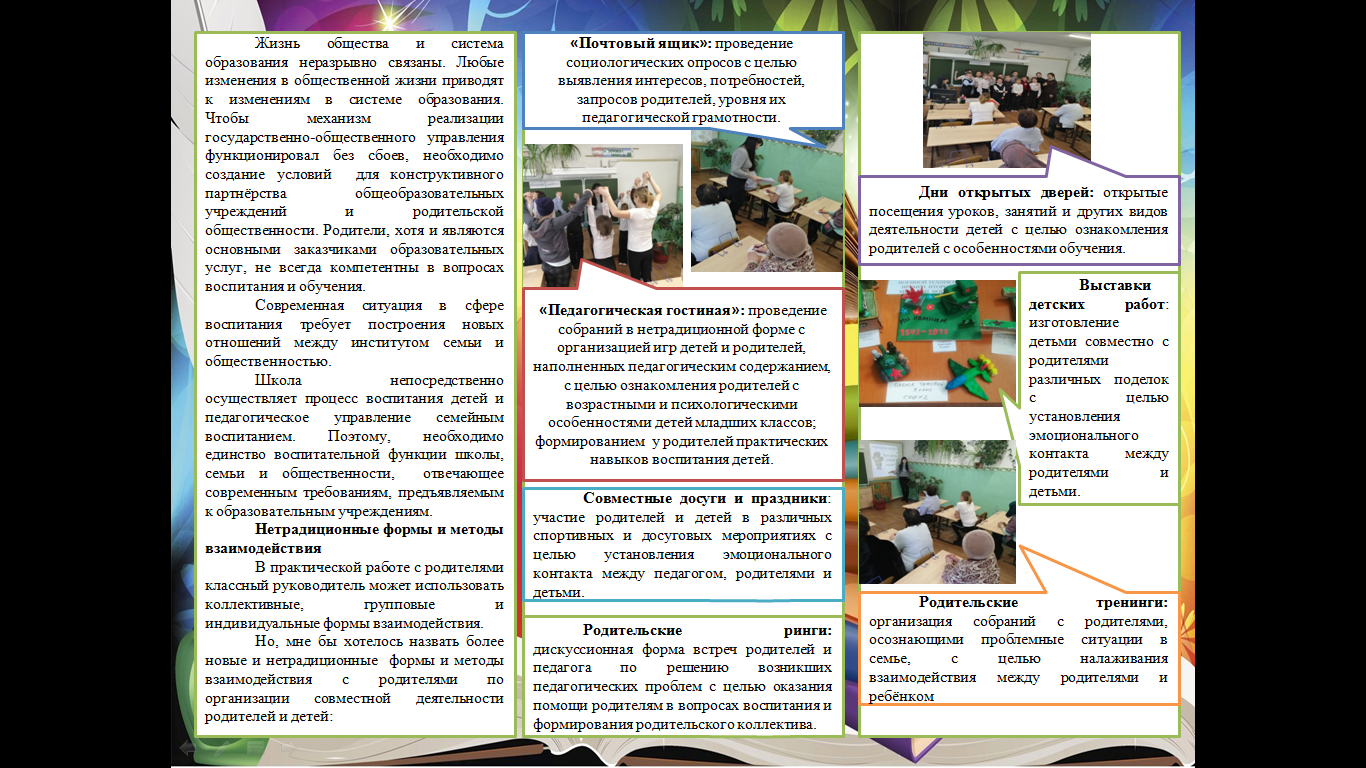 Жизнь общества и система
образования неразрывно связаны. Любые
изменения в общественной жизни приводят
к изменениям в системе образования.
Чтобы механизм реализации
государственно-общественного управления
функционировал без сбоев, необходимо
создание условий для конструктивного
партнёрства общеобразовательных
учреждений и родительской
общественности. Родители, хотя и являются
основными заказчиками образовательных
услуг, не всегда компетентны в вопросах
воспитания и обучения.
Современная ситуация в сфере
воспитания требует построения новых
отношений между институтом семьи и
общественностью.
Школа непосредственно
осуществляет процесс воспитания детей и
педагогическое управление семейным
воспитанием. Поэтому, необходимо
единство воспитательной функции школы,
семьи и общественности, отвечающее
современным требованиям, предъявляемым
к образовательным учреждениям.
Нетрадиционные формы и методы
взаимодействия
В практической работе с родителями
классный руководитель может использовать
коллективные, групповые и
индивидуальные формы взаимодействия.
Но, мне бы хотелось назвать более
новые и нетрадиционные формы и методы
взаимодействия с родителями по
организации совместной деятельности
родителей и детей:
«Почтовый ящик»: проведение
социологических опросов с целью
выявления интересов, потребностей,
запросов родителей, уровня их
педагогической грамотности.
«Педагогическая гостиная»: проведение
собраний в нетрадиционной форме с
организацией игр детей и родителей,
наполненных педагогическим содержанием,
с целью ознакомления родителей с
возрастными и психологическими
особенностями детей младших классов;
формированием у родителей практических
навыков воспитания детей.
Совместные досуги и праздники:
участие родителей и детей в различных
спортивных и досуговых мероприятиях с
целью установления эмоционального
контакта между педагогом, родителями и
детьми.
Родительские ринги:
дискуссионная форма встреч родителей и
педагога по решению возникших
педагогических проблем с целью оказания
помощи родителям в вопросах воспитания и
формирования родительского коллектива.
Дни открытых дверей: открытые
посещения уроков, занятий и других видов
деятельности детей с целью ознакомления
родителей с особенностями обучения.
Выставки
детских работ:
изготовление
детьми совместно с
родителями
различных поделок
с целью
установления
эмоционального
контакта между
родителями и
детьми.
Родительские тренинги:
организация собраний с родителями,
осознающими проблемные ситуации в
семье, с целью налаживания
взаимодействия между родителями и
ребёнком